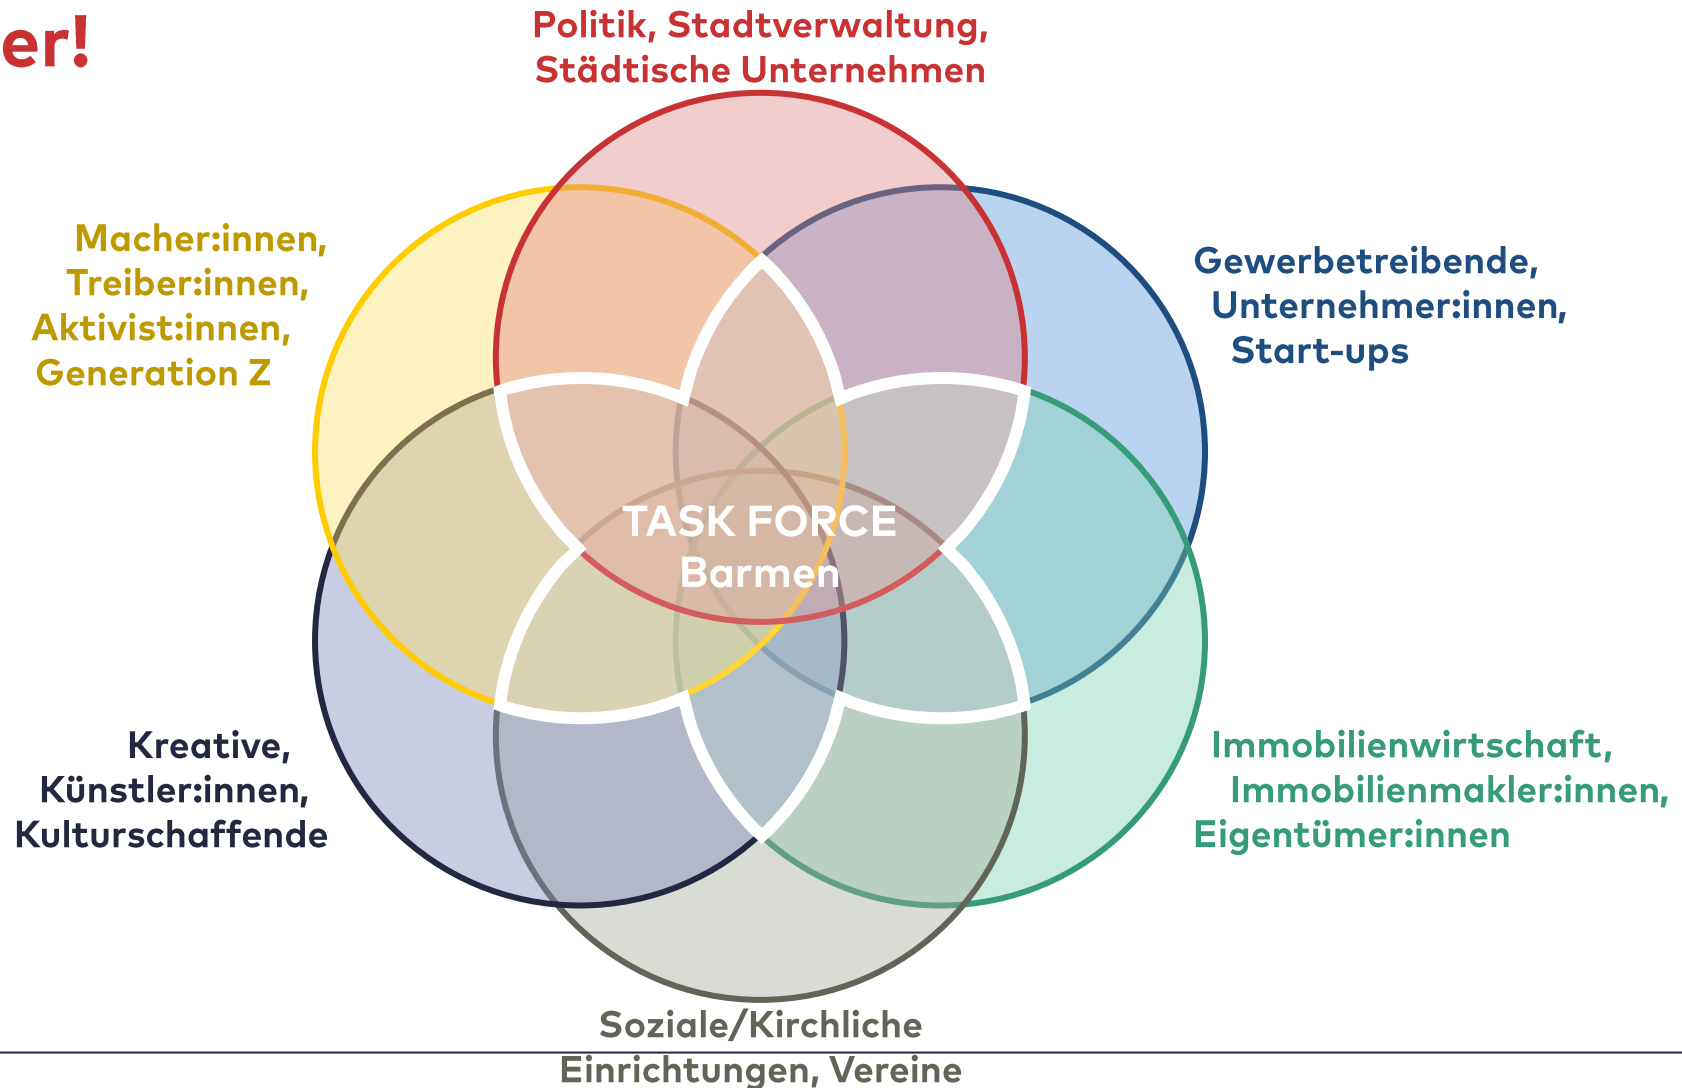 er!
Politik, Stadtverwaltung,
Städtische Unternehmen
Macher:innen,
Treiber:innen,
Aktivist:innen,
Generation Z
Gewerbetreibende,
Unternehmer:innen,
Start-ups
TASK FORCE
Barmen
Kreative,
Künstler:innen,
Kulturschaffende
Immobilienwirtschaft,
Immobilienmakler:innen,
Eigentümer:innen
Soziale/Kirchliche
Einrichtungen, Vereine